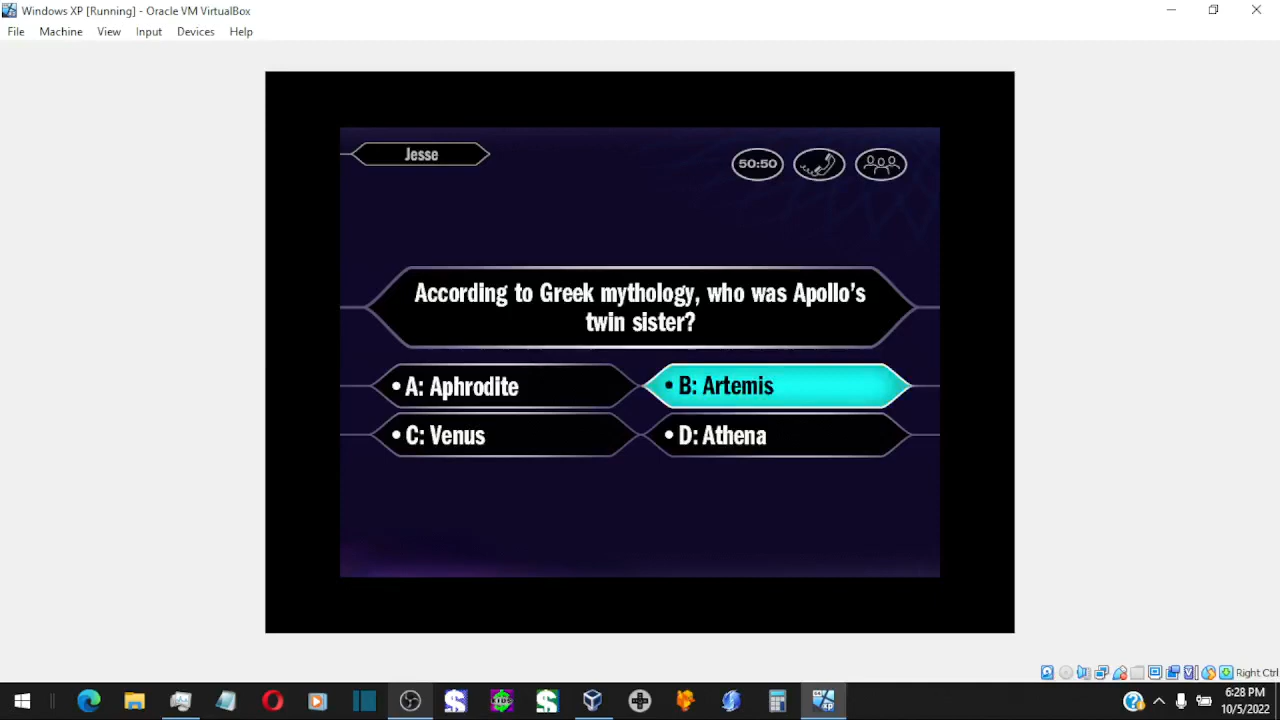 Windows XP [Running] - Oracle VM VirtualBox
File Machine View Input Devices Help
Jesse
50:50
According to Greek mythology, who was Apollo's
twin sister?
• A: Aphrodite
• B: Artemis
• C: Venus
• D: Athena
Right Ctrl
6:28 PM
10/5/2022